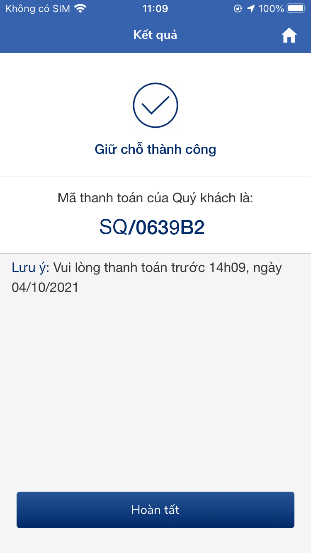 Không có SIM 11:09 100%
Kết quả
Giữ chỗ thành công
Mã thanh toán của Quý khách là:
SQ/0639B2
Lưu ý: Vui lòng thanh toán trước 14h09, ngày
04/10/2021
Hoàn tất